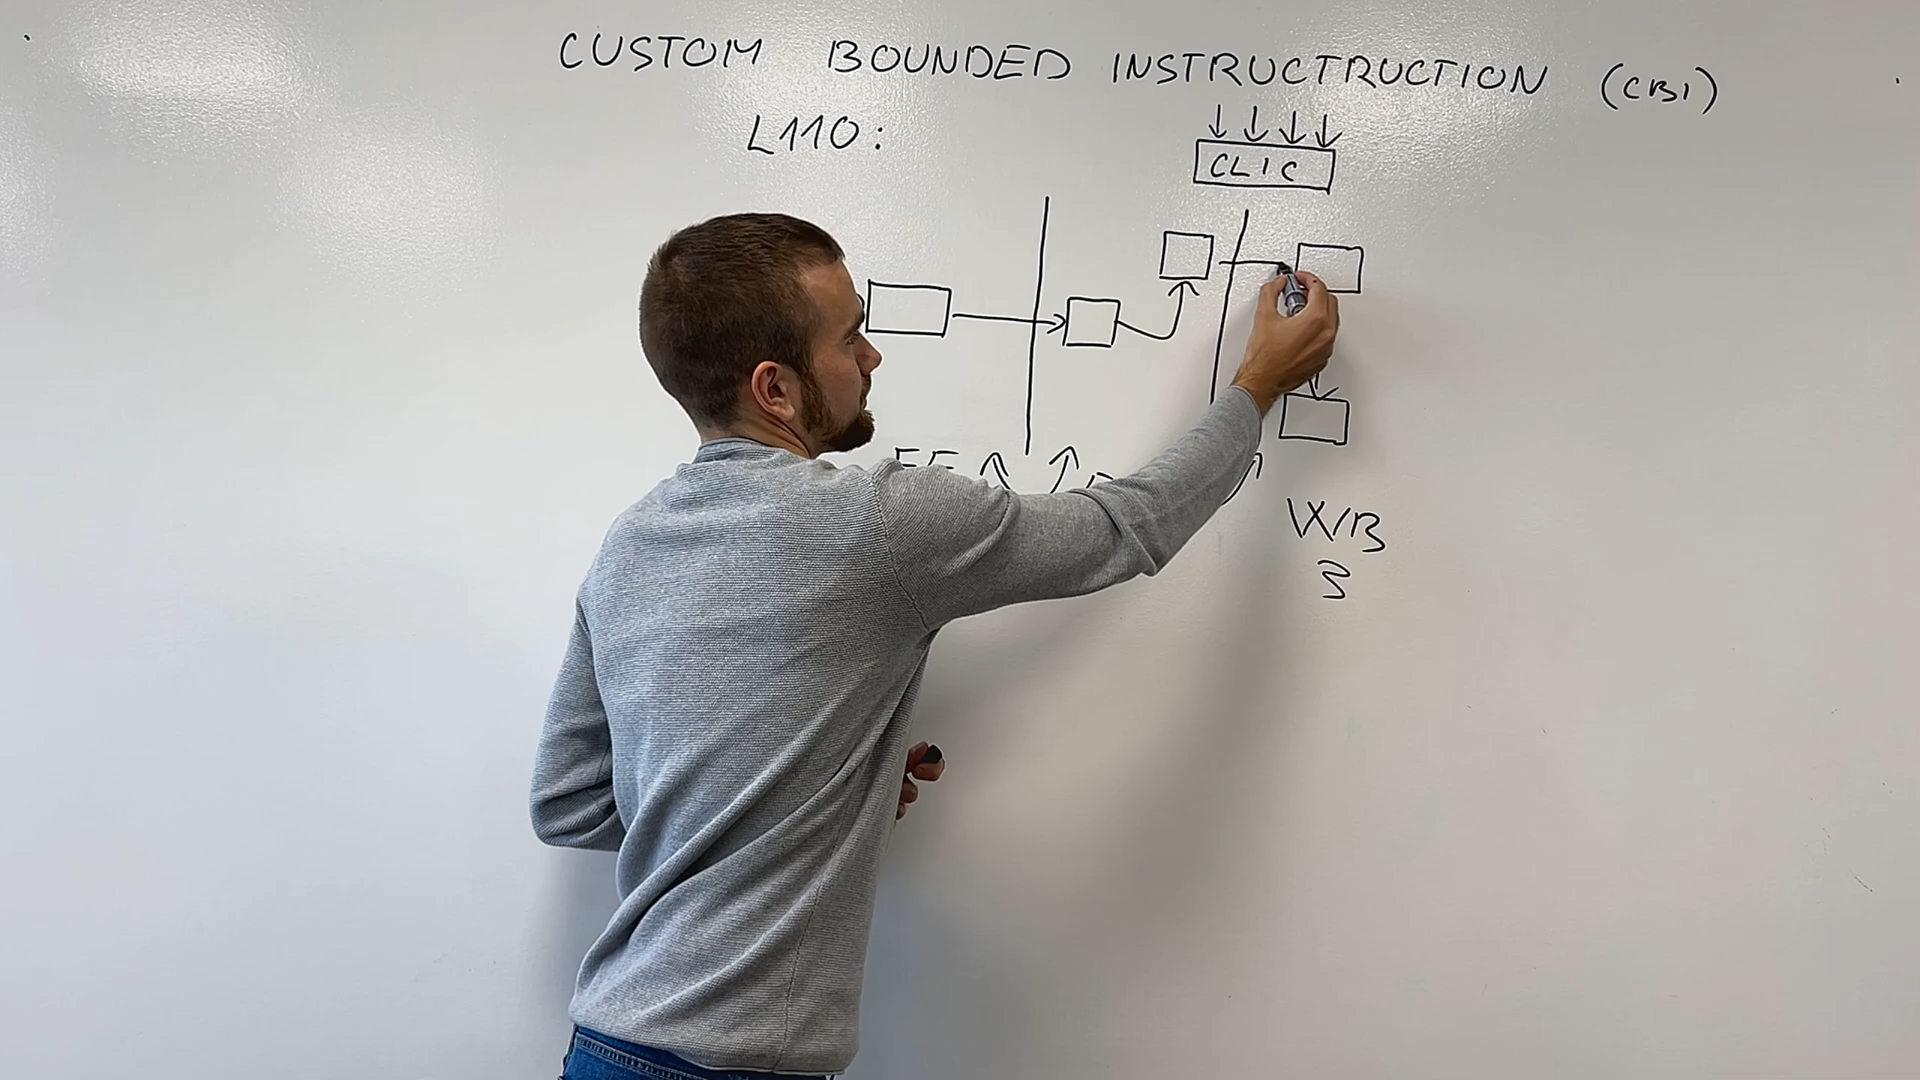 CUSTOM BOUNDED INSTRUCTRUCTION (CBI)
L110:
CLIC
W/B
3